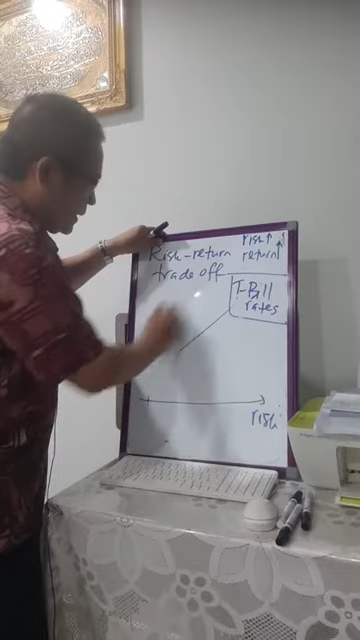 risk ↑
Risk-return return ↑
trade off
T-Bill
rates
risk